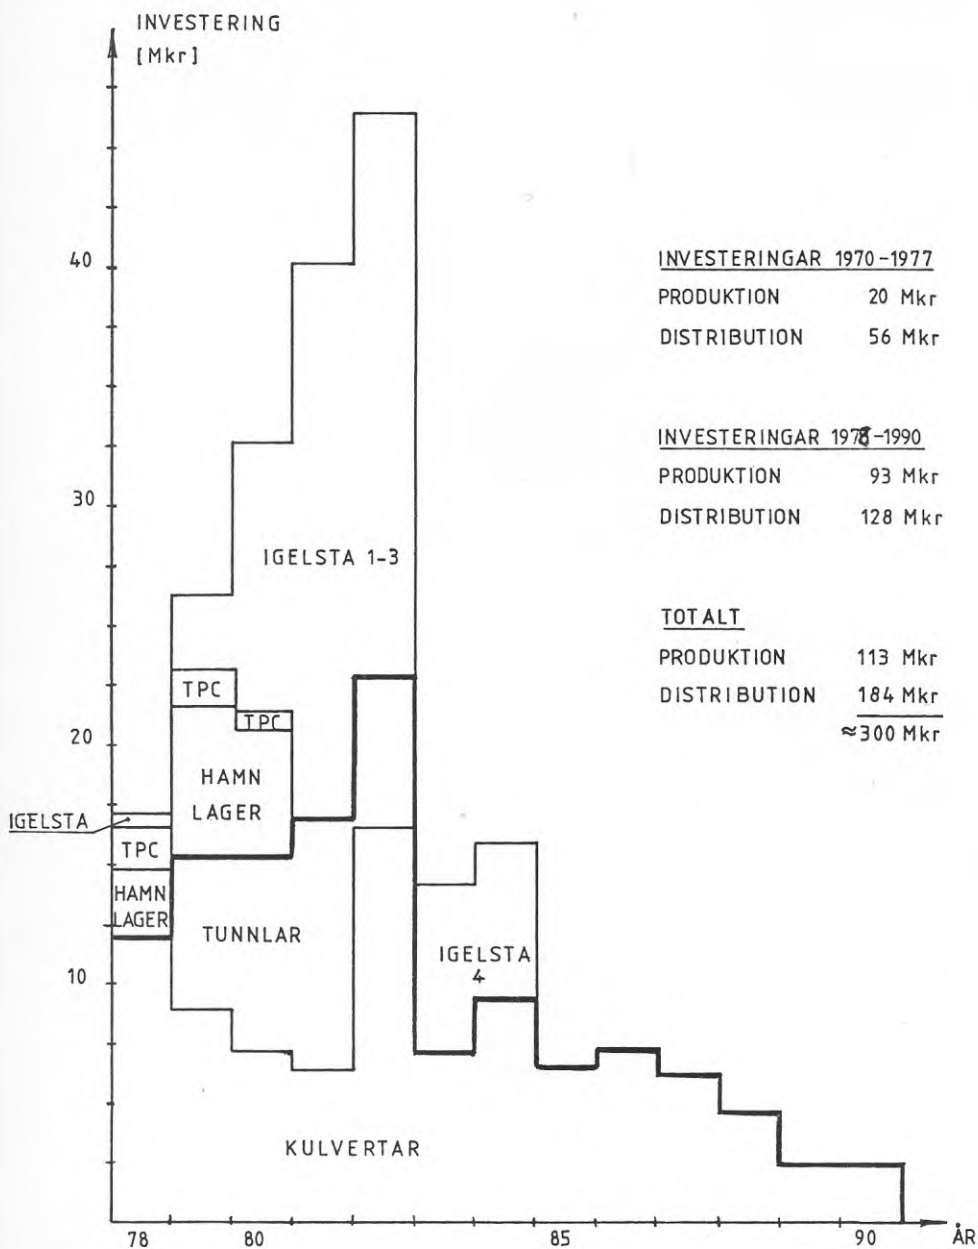 INVESTERING
[Mkr]
40
30
20
10
IGELSTA 1-3
TPC
TPC
HAMN
LAGER
IGELSTA
TPC
HAMN
LAGER
TUNNLAR
IGELSTA
4
KULVERTAR
78 80 85 90 ÅR
INVESTERINGAR 1970-1977
PRODUKTION 20 Mkr
DISTRIBUTION 56 Mkr
INVESTERINGAR 1978-1990
PRODUKTION 93 Mkr
DISTRIBUTION 128 Mkr
TOTALT
PRODUKTION 113 Mkr
DISTRIBUTION 184 Mkr
≈300 Mkr